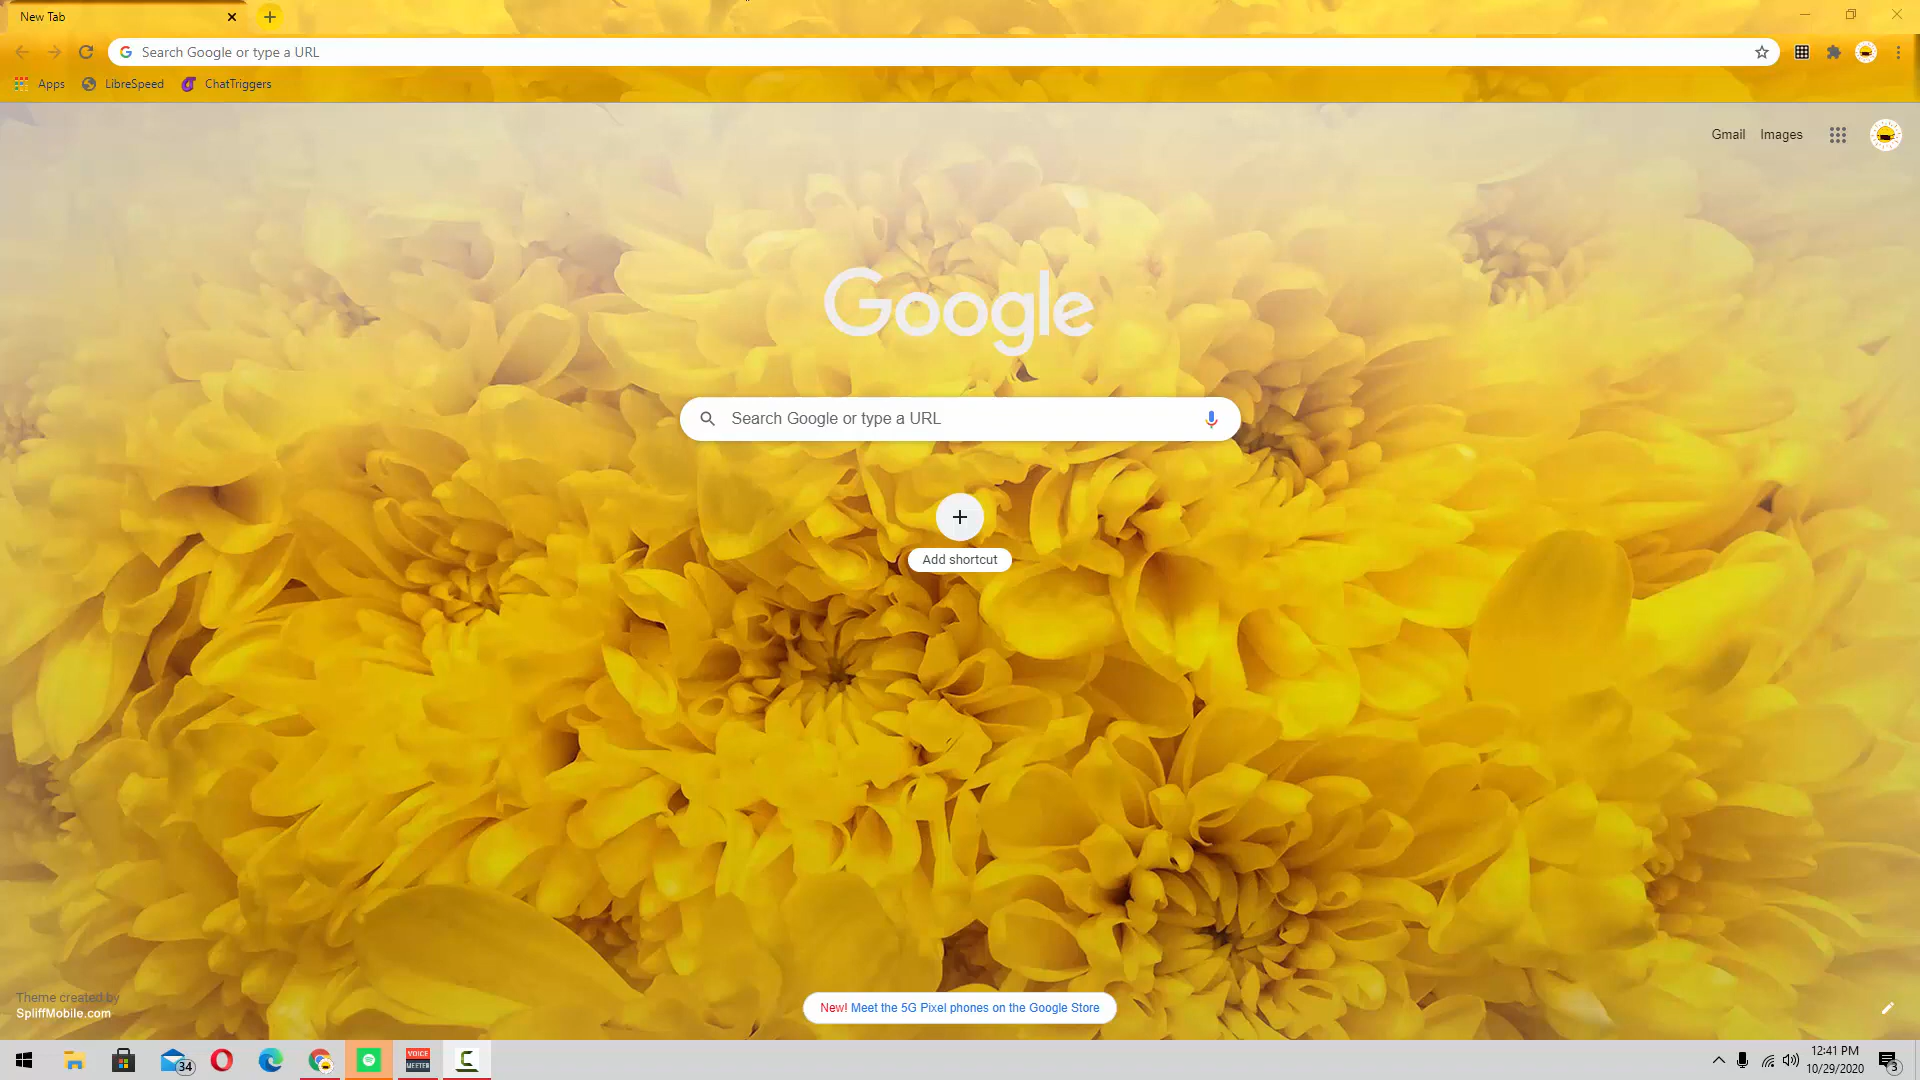 New Tab
Search Google or type a URL
Apps
LibreSpeed
ChatTriggers
Gmail
Images
Google
Search Google or type a URL
Add shortcut
Theme created by
SpliffMobile.com
New! Meet the 5G Pixel phones on the Google Store
34
VOICE
MEETER
12:41 PM
10/29/2020
3